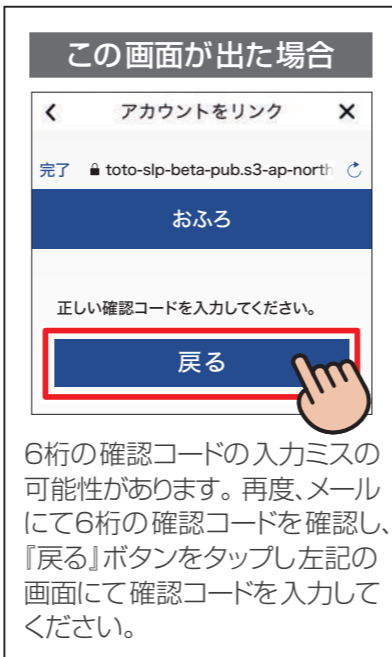 この画面が出た場合
アカウントをリンク
完了 toto-slp-beta-pub.s3-ap-north
おふろ
正しい確認コードを入力してください。
戻る
6桁の確認コードの入力ミスの
可能性があります。再度、メール
にて6桁の確認コードを確認し、
『戻る』ボタンをタップし左記の
画面にて確認コードを入力して
ください。